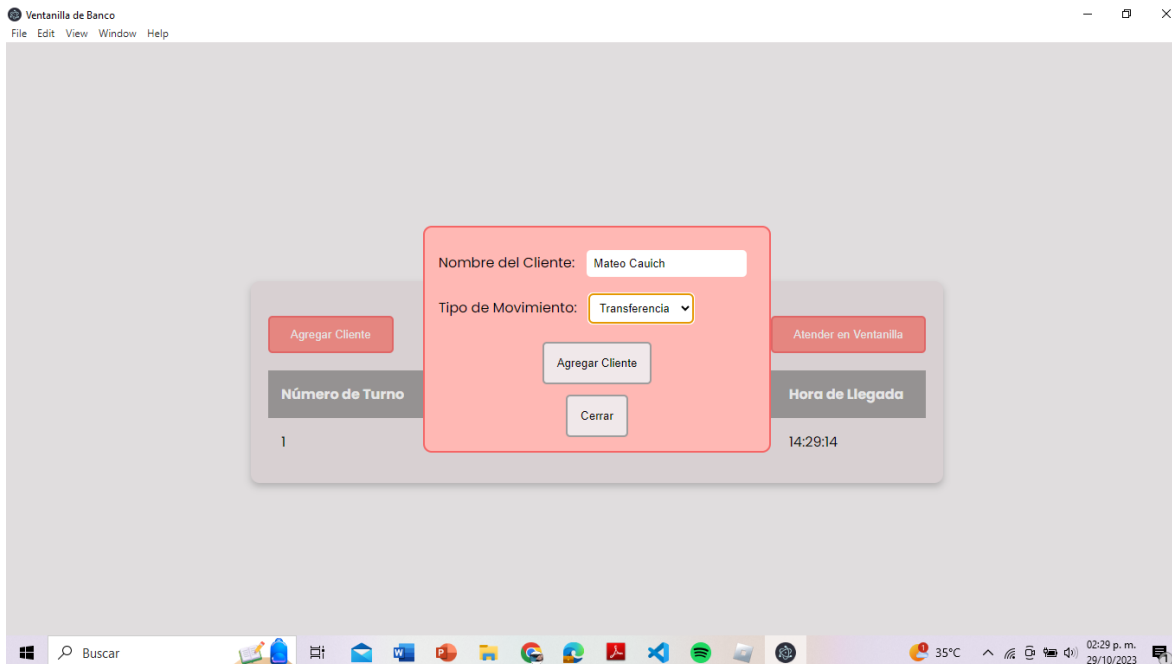 Ventanilla de Banco
File Edit View Window Help
Nombre del Cliente: Mateo Cauich
Tipo de Movimiento: Transferencia
Agregar Cliente
Atender en Ventanilla
Agregar Cliente
Número de Turno
Hora de Llegada
Cerrar
1
14:29:14
Buscar
35°C
02:29 p. m.
29/10/2023